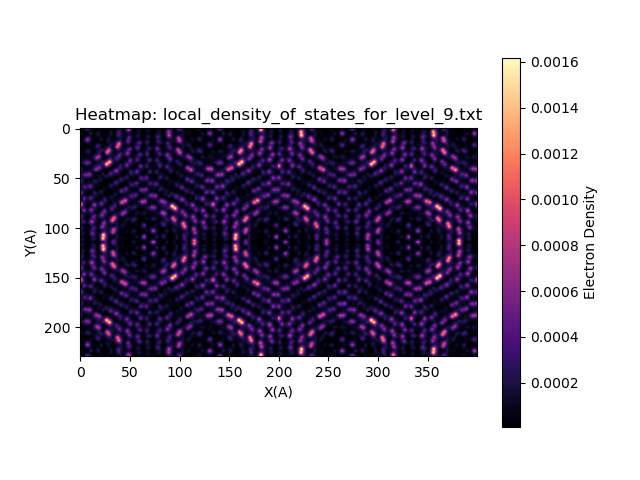 Heatmap: local_density_of_states_for_level_9.txt
0
50
100
150
200
Y(A)
0 50 100 150 200 250 300 350
X(A)
0.0016
0.0014
0.0012
0.0010
0.0008
0.0006
0.0004
0.0002
Electron Density